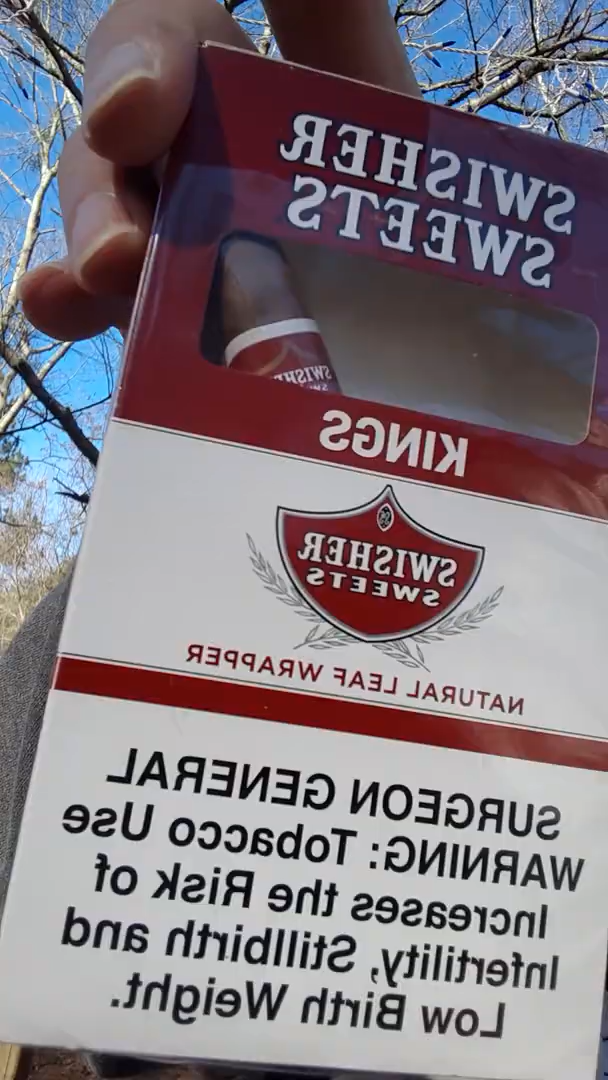 SWISHER
SWEETS
SWISHER
KINGS
SWISHER
SWEETS
NATURAL LEAF WRAPPER
SURGEON GENERAL
WARNING: Tobacco Use
Increases the Risk of
Infertility, Stillbirth and
Low Birth Weight.